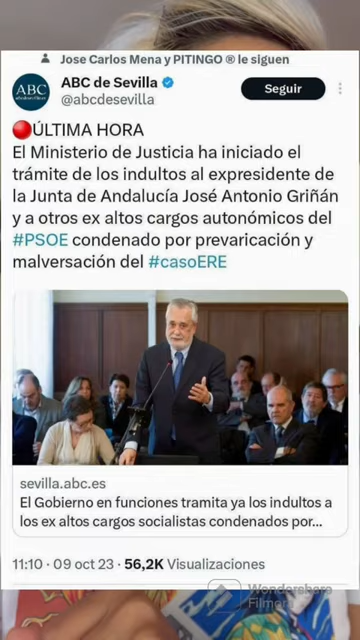 Jose Carlos Mena y PITINGO ® le siguen
ABC de Sevilla
@abcdesevilla
Seguir
ABC
🔴ÚLTIMA HORA
El Ministerio de Justicia ha iniciado el
trámite de los indultos al expresidente de
la Junta de Andalucía José Antonio Griñán
y a otros ex altos cargos autonómicos del
#PSOE condenado por prevaricación y
malversación del #casoERE
sevilla.abc.es
El Gobierno en funciones tramita ya los indultos a
los ex altos cargos socialistas condenados por...
11:10 · 09 oct 23 · 56,2K Visualizaciones
Wondershare
Filmora